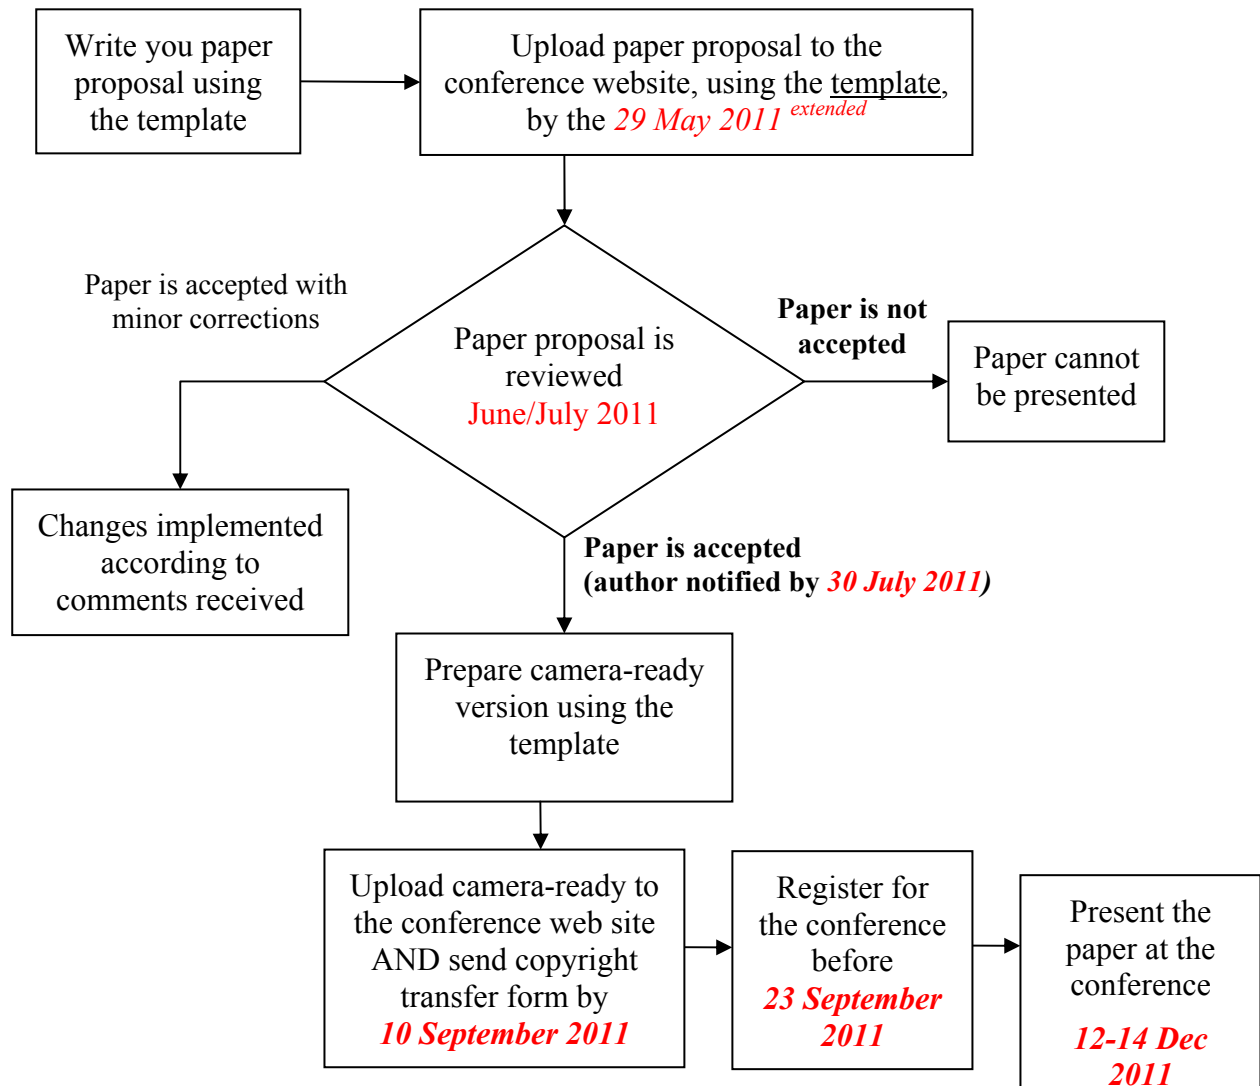 Write you paper
proposal using
the template
Upload paper proposal to the
conference website, using the template,
by the 29 May 2011 extended
Paper is accepted with
minor corrections
Paper proposal is
reviewed
June/July 2011
Paper is not
accepted
Paper cannot
be presented
Changes implemented
according to
comments received
Paper is accepted
(author notified by 30 July 2011)
Prepare camera-ready
version using the
template
Upload camera-ready to
the conference web site
AND send copyright
transfer form by
10 September 2011
Register for
the conference
before
23 September
2011
Present the
paper at the
conference
12-14 Dec
2011